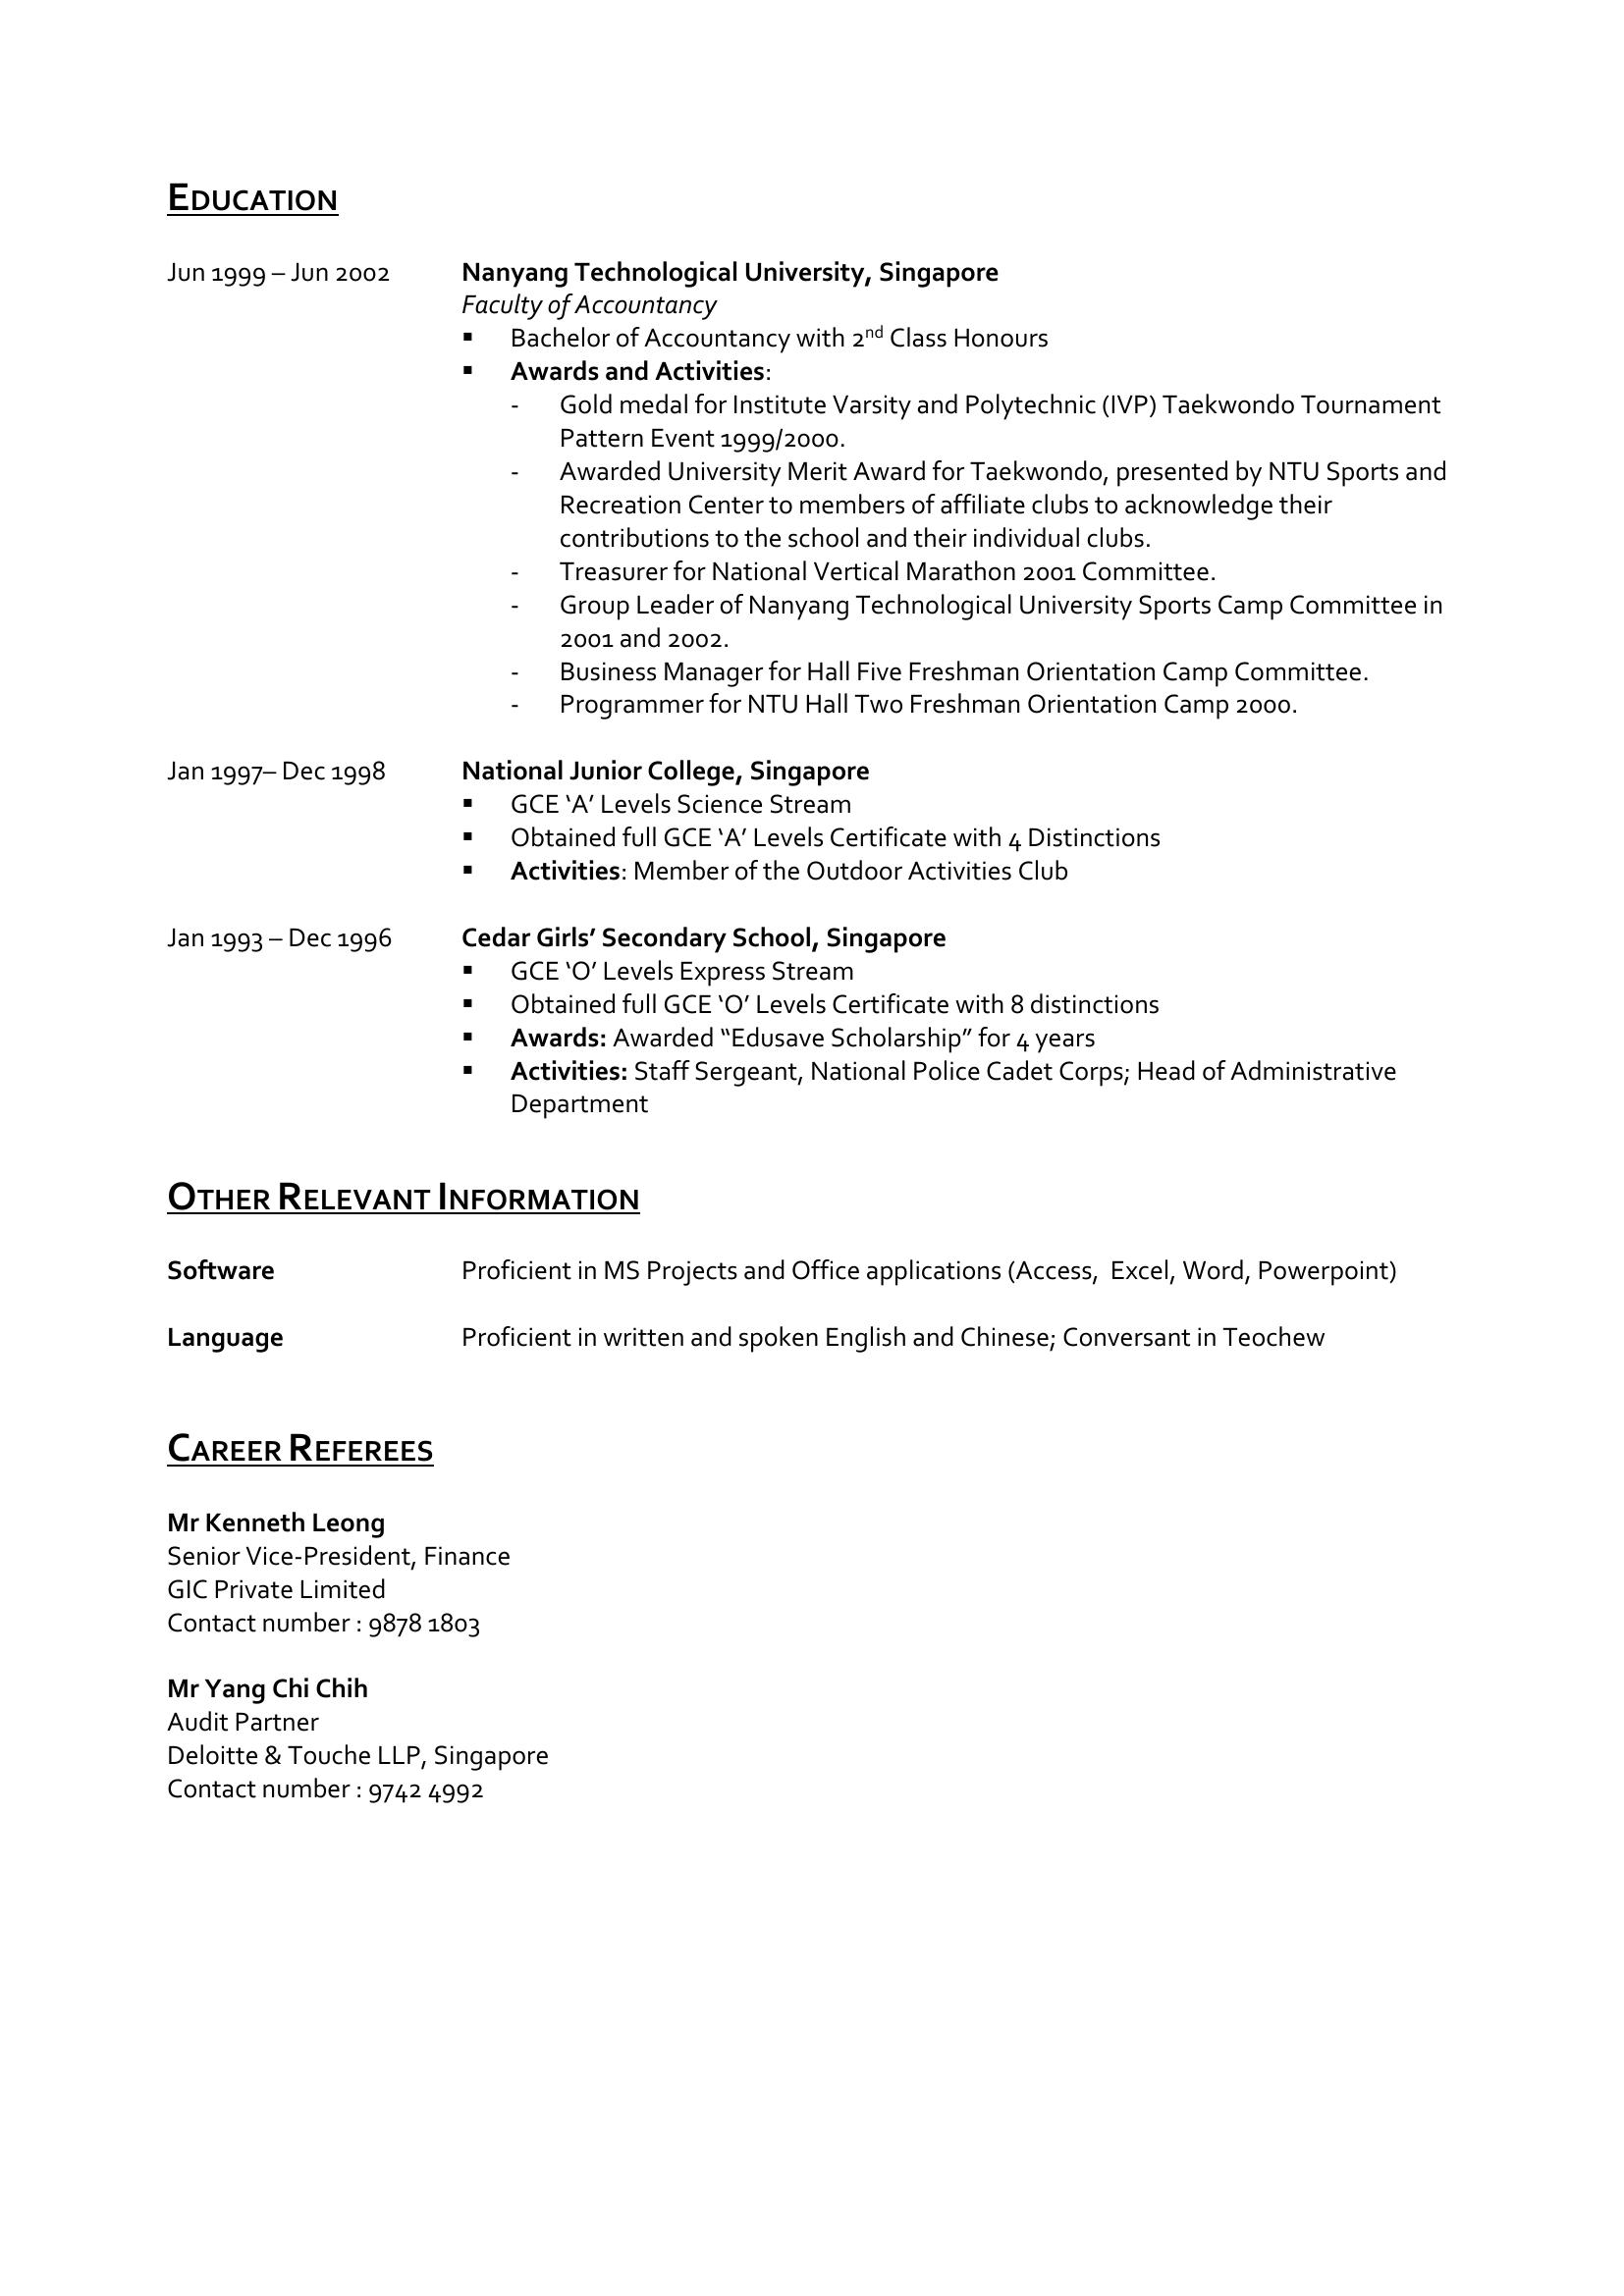 EDUCATION
Jun 1999 – Jun 2002 Nanyang Technological University, Singapore
Faculty of Accountancy
▪ Bachelor of Accountancy with 2nd Class Honours
▪ Awards and Activities:
- Gold medal for Institute Varsity and Polytechnic (IVP) Taekwondo Tournament
Pattern Event 1999/2000.
- Awarded University Merit Award for Taekwondo, presented by NTU Sports and
Recreation Center to members of affiliate clubs to acknowledge their
contributions to the school and their individual clubs.
- Treasurer for National Vertical Marathon 2001 Committee.
- Group Leader of Nanyang Technological University Sports Camp Committee in
2001 and 2002.
- Business Manager for Hall Five Freshman Orientation Camp Committee.
- Programmer for NTU Hall Two Freshman Orientation Camp 2000.
Jan 1997– Dec 1998 National Junior College, Singapore
▪ GCE ‘A’ Levels Science Stream
▪ Obtained full GCE ‘A’ Levels Certificate with 4 Distinctions
▪ Activities: Member of the Outdoor Activities Club
Jan 1993 – Dec 1996 Cedar Girls’ Secondary School, Singapore
▪ GCE ‘O’ Levels Express Stream
▪ Obtained full GCE ‘O’ Levels Certificate with 8 distinctions
▪ Awards: Awarded “Edusave Scholarship” for 4 years
▪ Activities: Staff Sergeant, National Police Cadet Corps; Head of Administrative
Department
OTHER RELEVANT INFORMATION
Software Proficient in MS Projects and Office applications (Access,  Excel, Word, Powerpoint)
Language Proficient in written and spoken English and Chinese; Conversant in Teochew
CAREER REFEREES
Mr Kenneth Leong
Senior Vice-President, Finance
GIC Private Limited
Contact number : 9878 1803
Mr Yang Chi Chih
Audit Partner
Deloitte & Touche LLP, Singapore
Contact number : 9742 4992